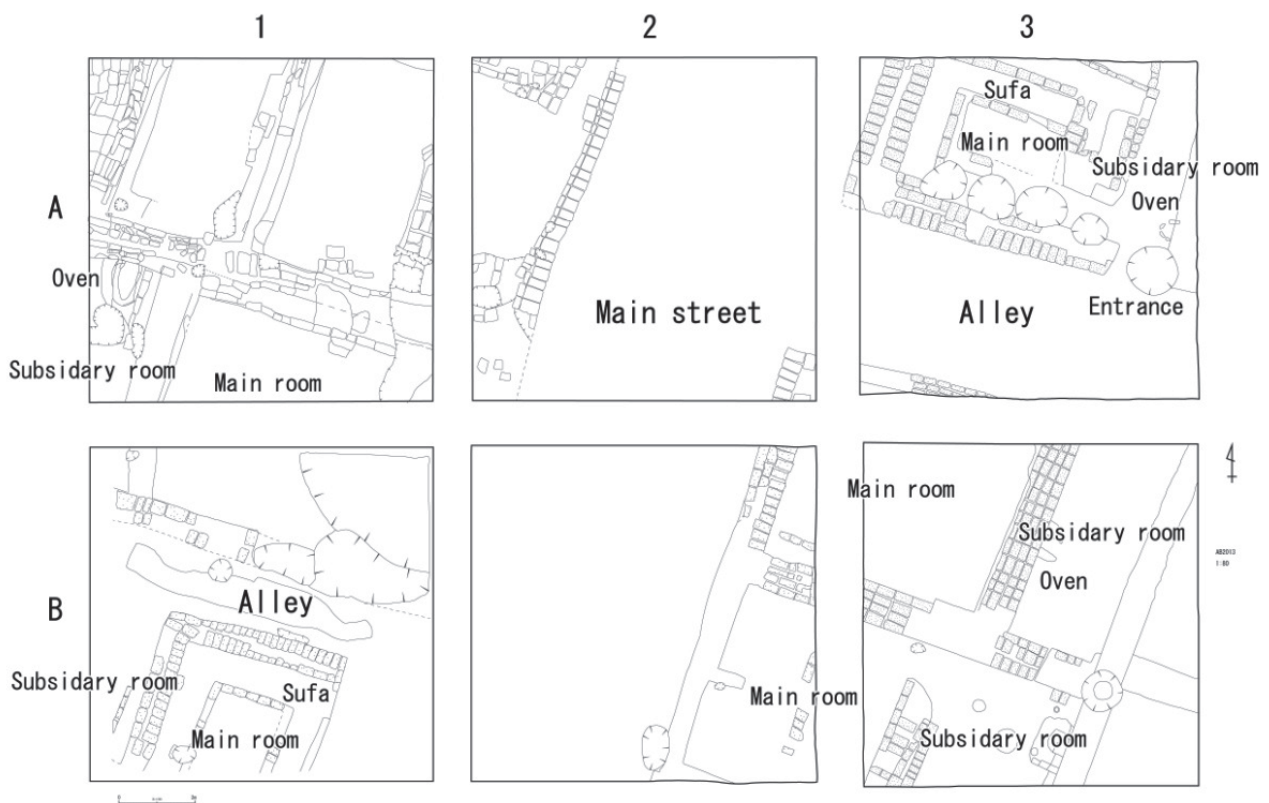 1 2 3
A
Oven
Subsidary room
Main room
Main street
Sufa
Main room
Subsidary room
Oven
Alley
Entrance
B
Alley
Subsidary room
Sufa
Main room
Main room
Main room
Subsidary room
Oven
Subsidary room
4
AB2013
1:80